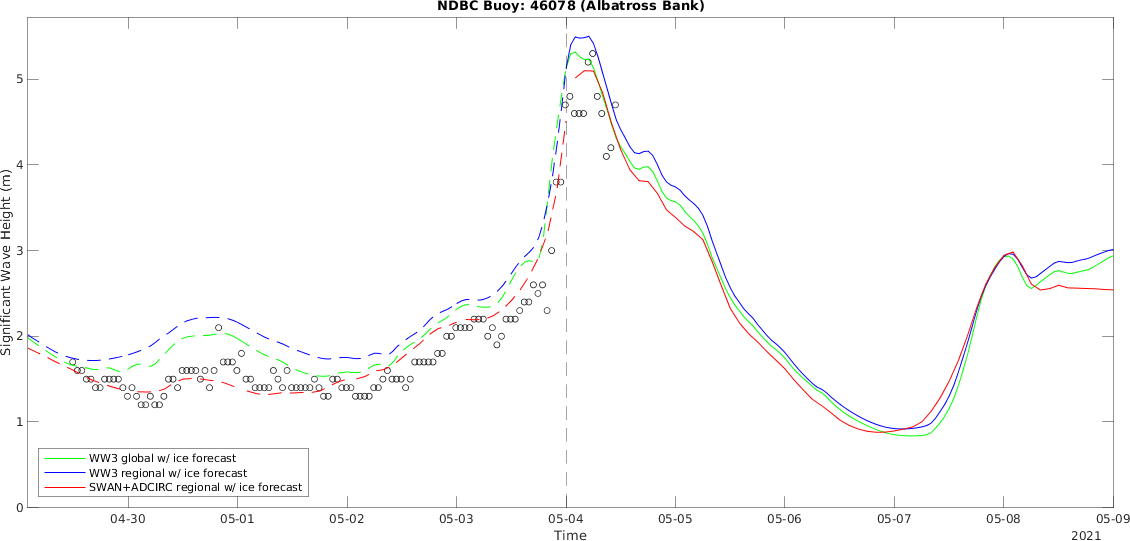 NDBC Buoy: 46078 (Albatross Bank)
Significant Wave Height (m)
5
4
3
2
1
0
WW3 global w/ ice forecast
WW3 regional w/ ice forecast
SWAN+ADCIRC regional w/ ice forecast
04-30 05-01 05-02 05-03 05-04 05-05 05-06 05-07 05-08 05-09
Time
2021